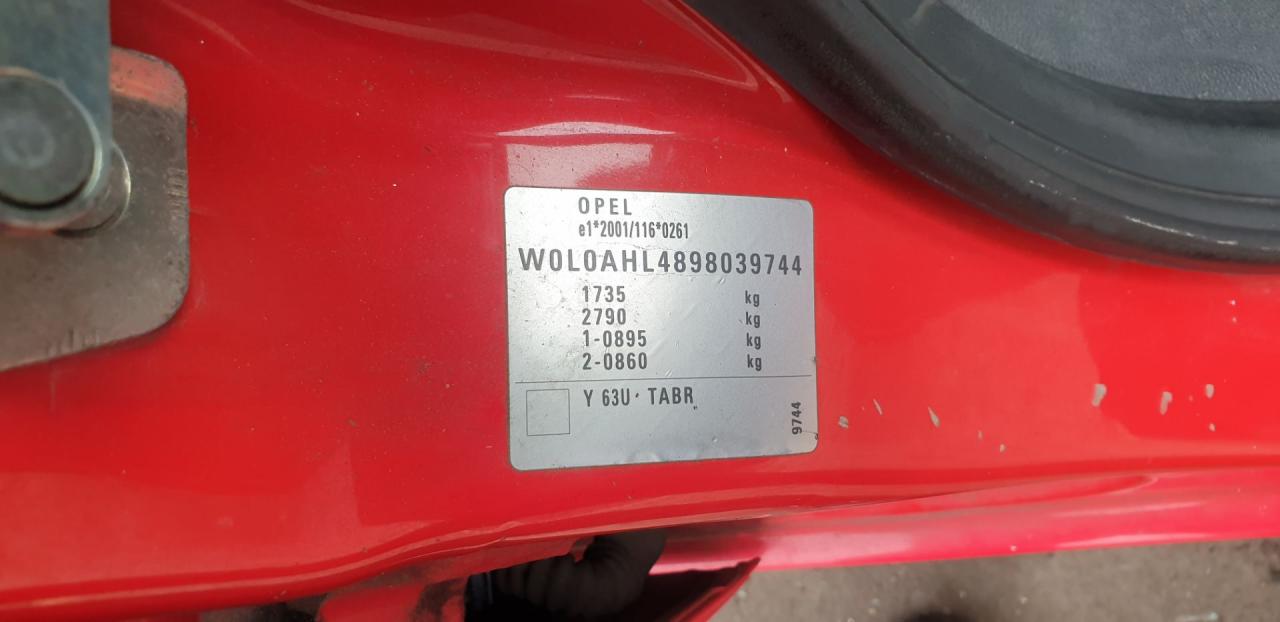 OPEL
e1*2001/116*0261
W0L0AHL4898039744
1735 kg
2790 kg
1-0895 kg
2-0860 kg
Y 63U· TABR
9744